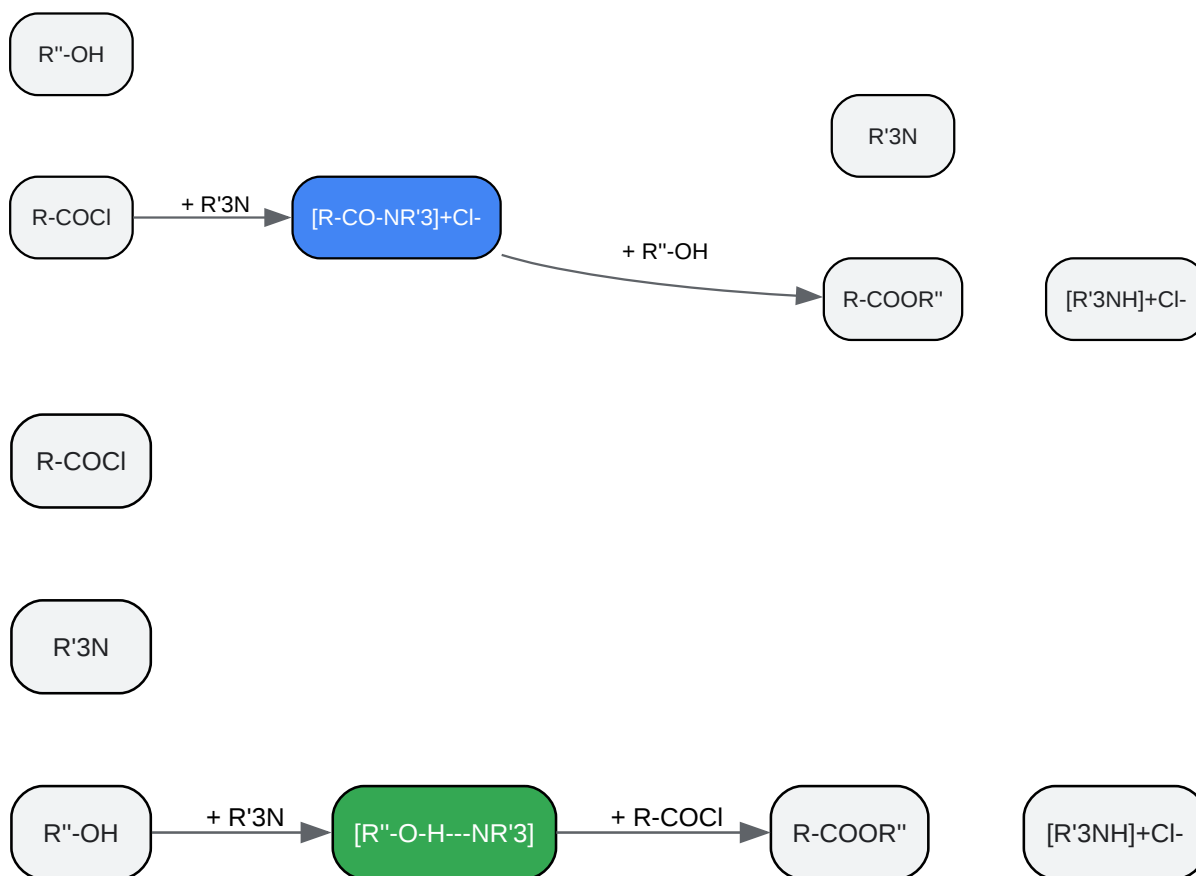 R"-OH
R'3N
R-COCl
+ R'3N
[R-CO-NR'3]+Cl-
+ R"-OH
R-COOR"
[R'3NH]+Cl-
R-COCl
R'3N
R"-OH
+ R'3N
[R"-O-H---NR'3]
+ R-COCl
R-COOR"
[R'3NH]+Cl-